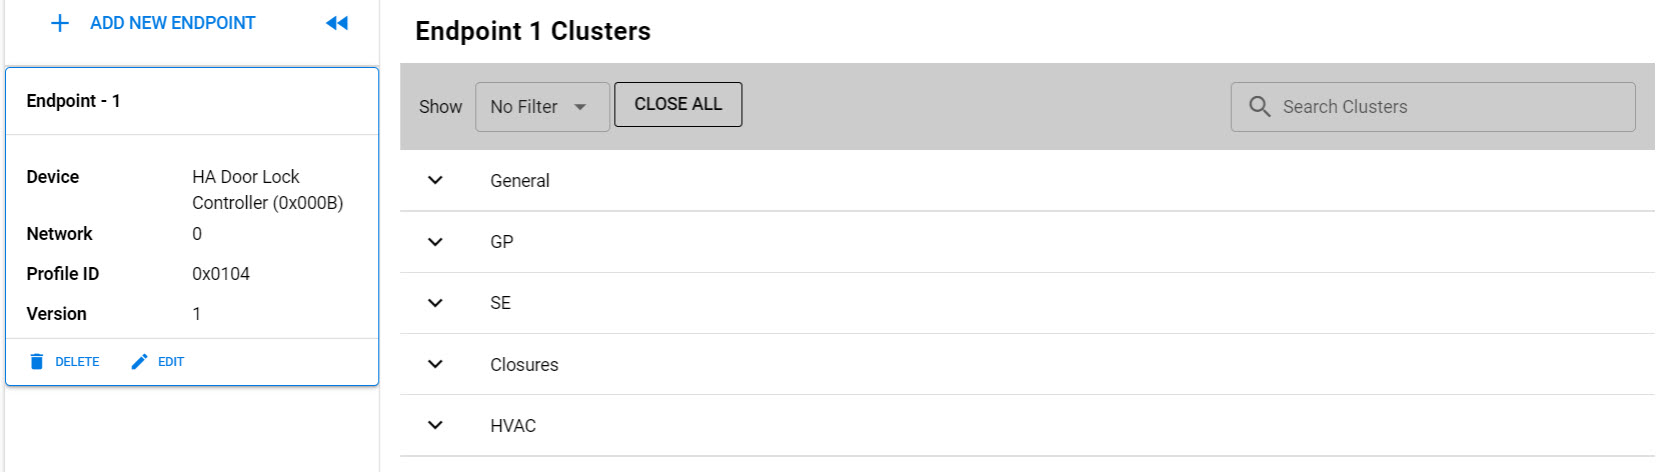 ADD NEW ENDPOINT
Endpoint - 1
Device HA Door Lock
Controller (0x000B)
Network 0
Profile ID 0x0104
Version 1
DELETE EDIT
Endpoint 1 Clusters
Show No Filter CLOSE ALL Search Clusters
General
GP
SE
Closures
HVAC